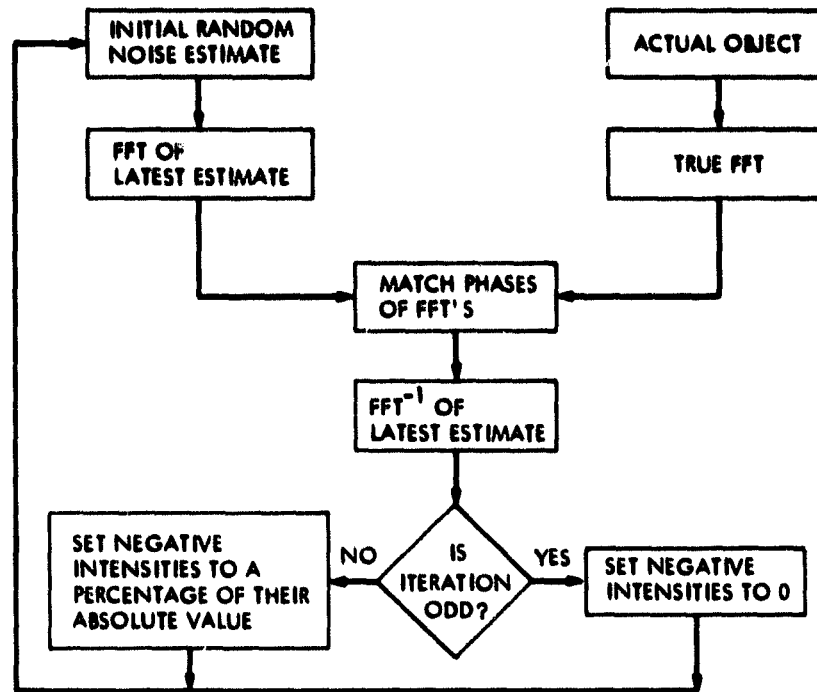 INITIAL RANDOM
NOISE ESTIMATE
ACTUAL OBJECT
FFT OF
LATEST ESTIMATE
TRUE FFT
MATCH PHASES
OF FFT'S
FFT⁻¹ OF
LATEST ESTIMATE
SET NEGATIVE
INTENSITIES TO A
PERCENTAGE OF THEIR
ABSOLUTE VALUE
NO
IS
ITERATION
ODD?
YES
SET NEGATIVE
INTENSITIES TO 0